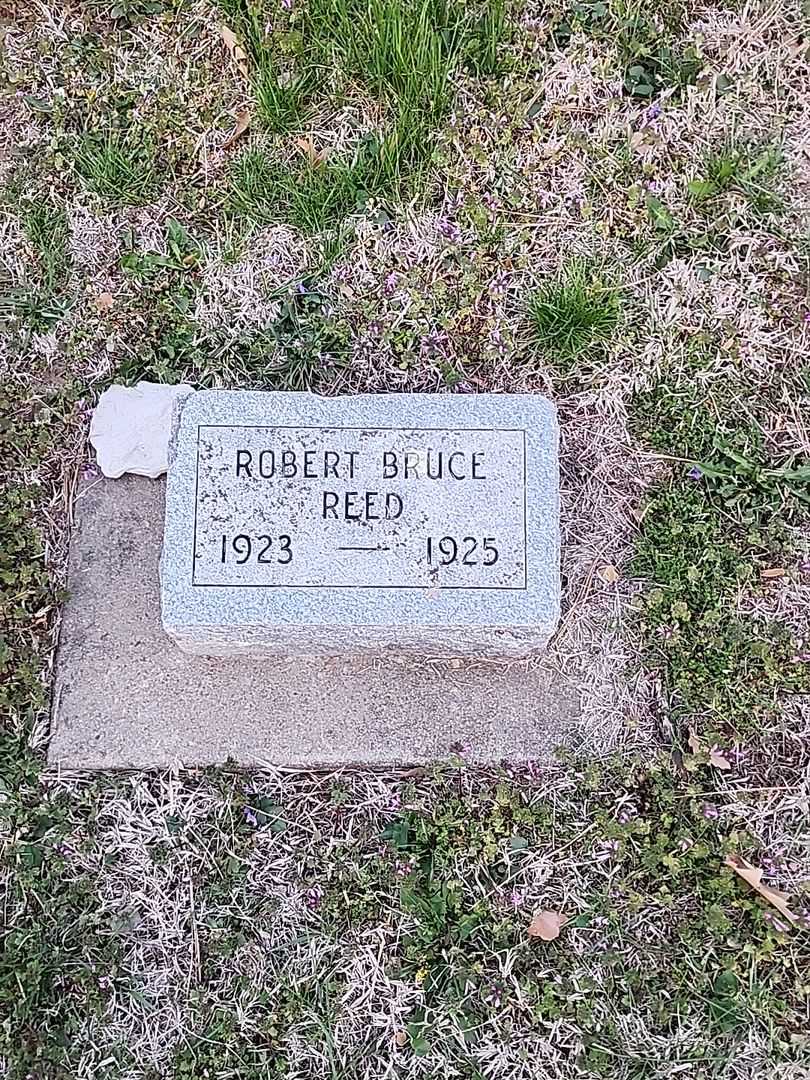 ROBERT BRUCE
REED
1923 — 1925